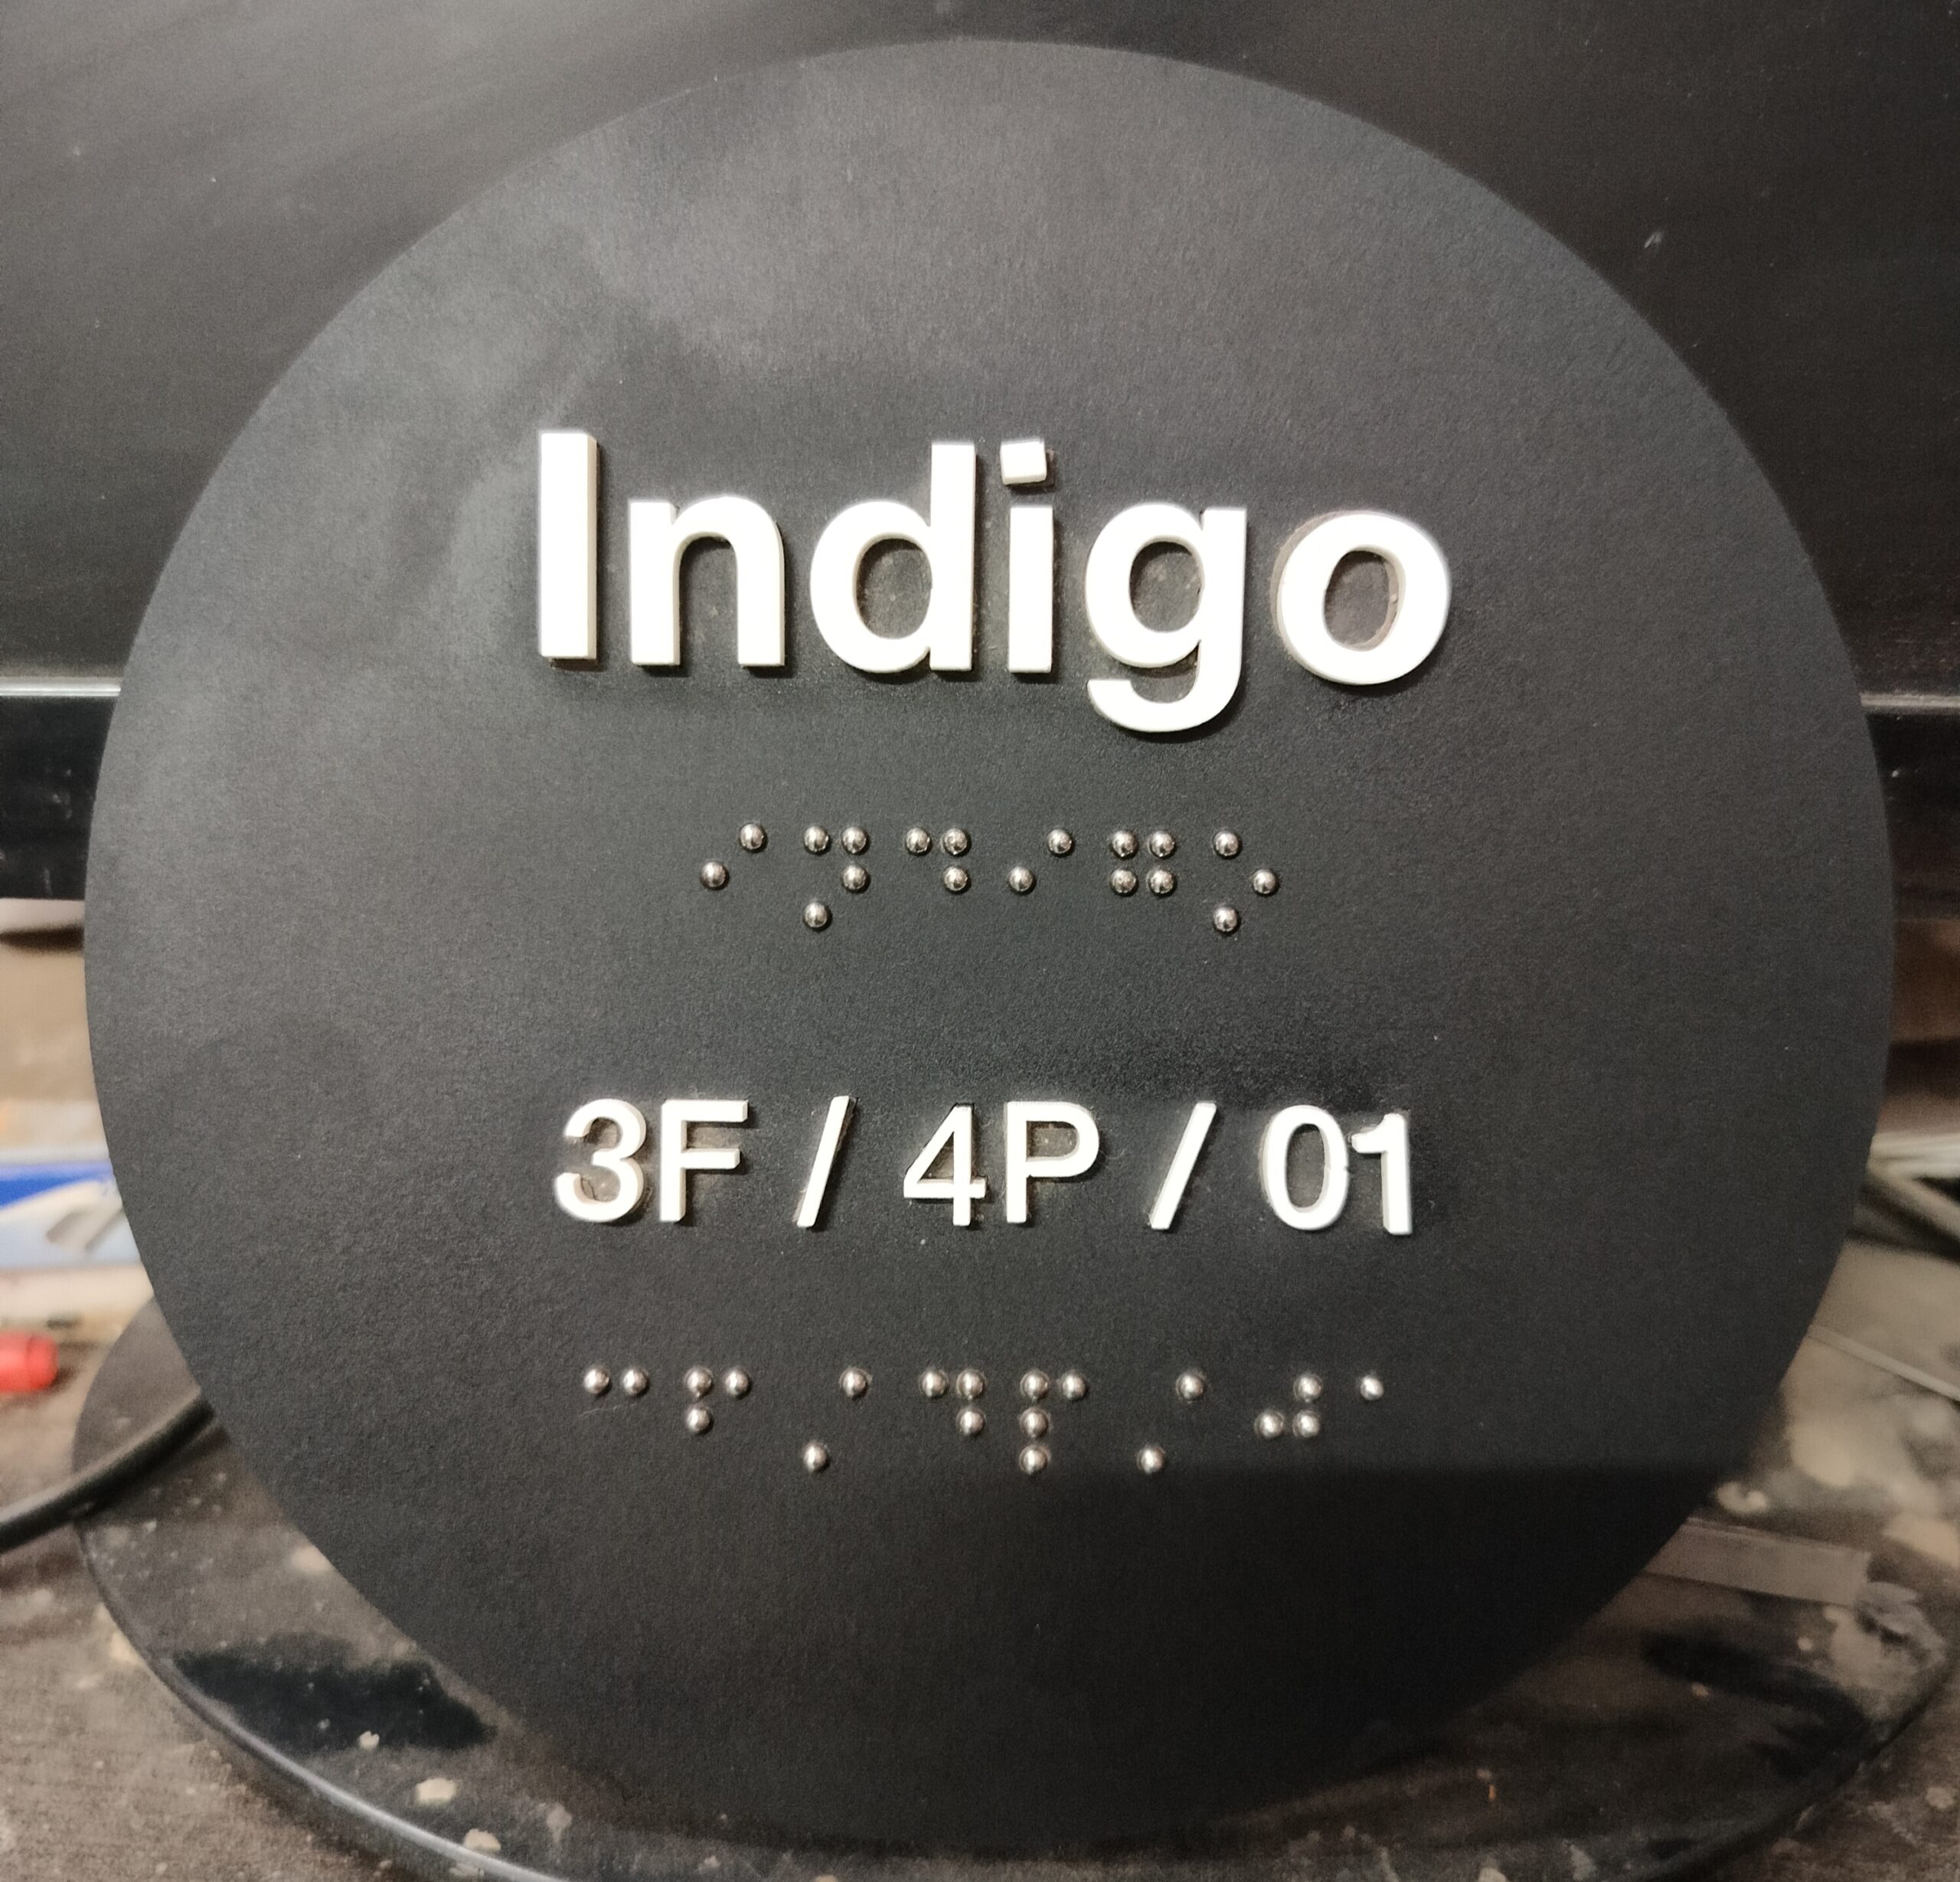 Indigo
⠊⠝⠙⠊⠛⠕
3F / 4P / 01
⠉⠋⠀⠌⠀⠙⠏⠀⠌⠀⠚⠁